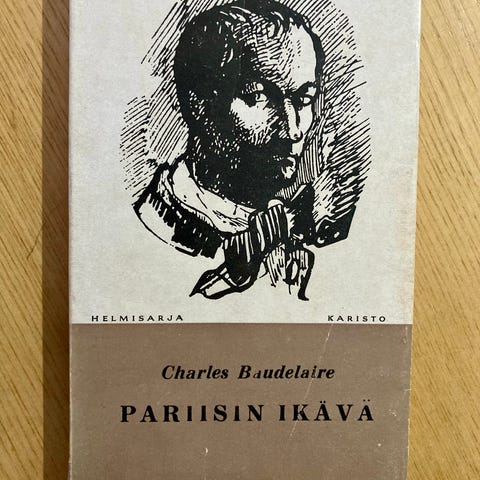 HELMISARJA KARISTO
Charles Baudelaire
PARIISIN IKÄVÄ